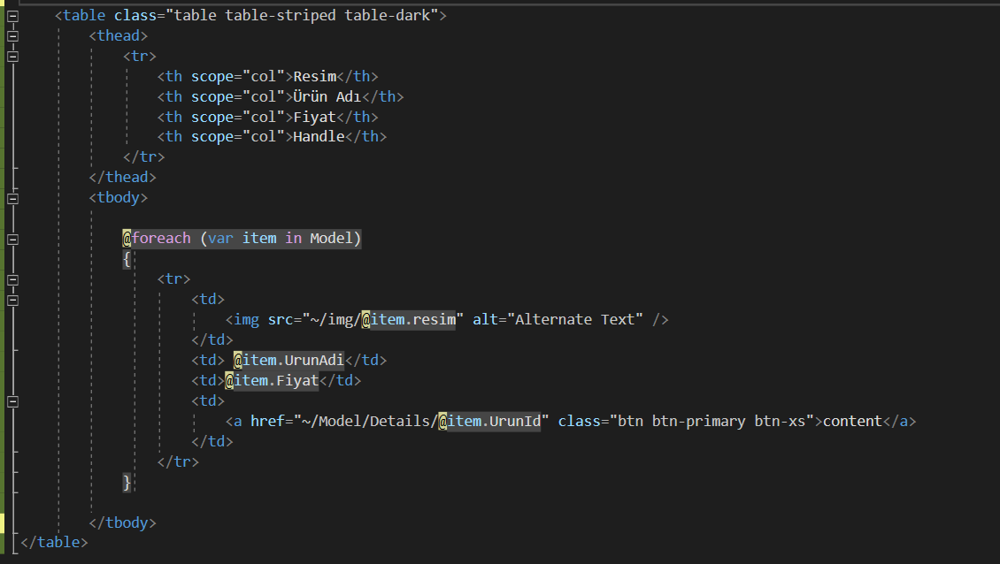 <table class="table table-striped table-dark">
<thead>
<tr>
<th scope="col">Resim</th>
<th scope="col">Ürün Adı</th>
<th scope="col">Fiyat</th>
<th scope="col">Handle</th>
</tr>
</thead>
<tbody>
@foreach (var item in Model)
{
<tr>
<td>
<img src="~/img/@item.resim" alt="Alternate Text" />
</td>
<td> @item.UrunAdi</td>
<td>@item.Fiyat</td>
<td>
<a href="~/Model/Details/@item.UrunId" class="btn btn-primary btn-xs">content</a>
</td>
</tr>
}
</tbody>
</table>